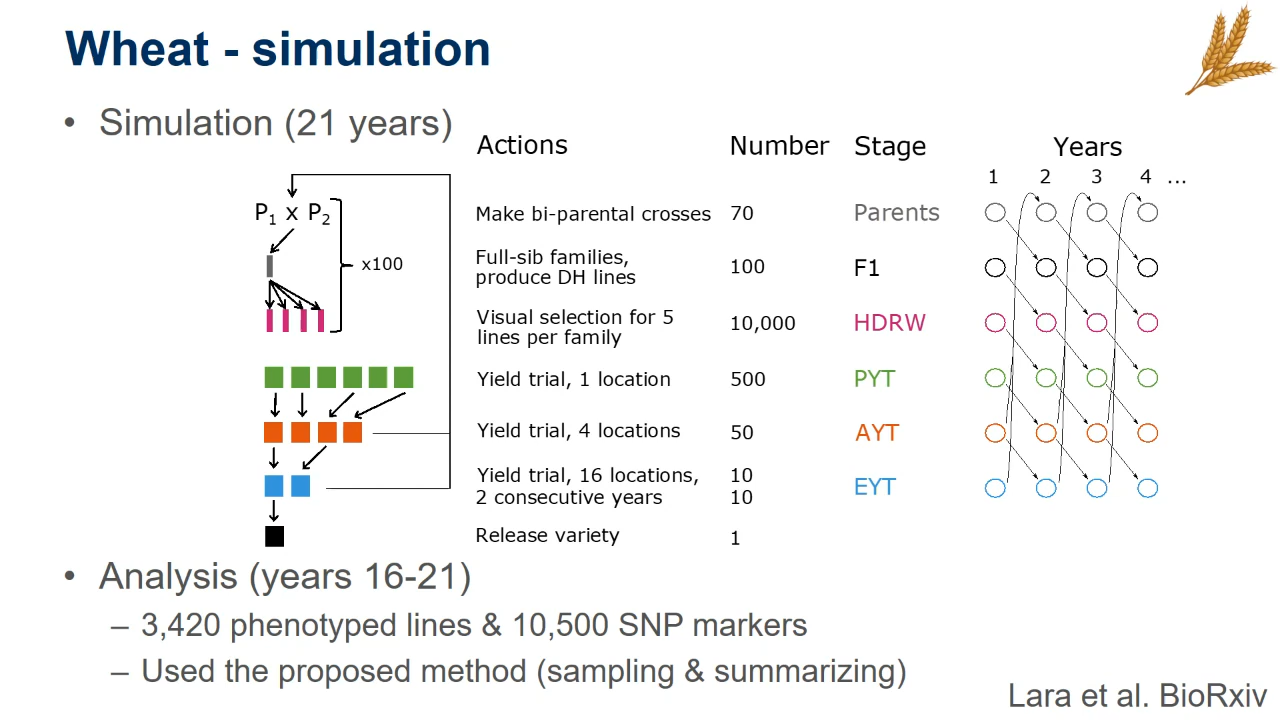 Wheat - simulation
• Simulation (21 years)
Actions Number Stage Years
1 2 3 4 ...
P1 x P2
x100
Make bi-parental crosses 70 Parents
Full-sib families,
produce DH lines 100 F1
Visual selection for 5
lines per family 10,000 HDRW
Yield trial, 1 location 500 PYT
Yield trial, 4 locations 50 AYT
Yield trial, 16 locations, 10
2 consecutive years 10 EYT
Release variety 1
• Analysis (years 16-21)
– 3,420 phenotyped lines & 10,500 SNP markers
– Used the proposed method (sampling & summarizing)
Lara et al. BioRxiv